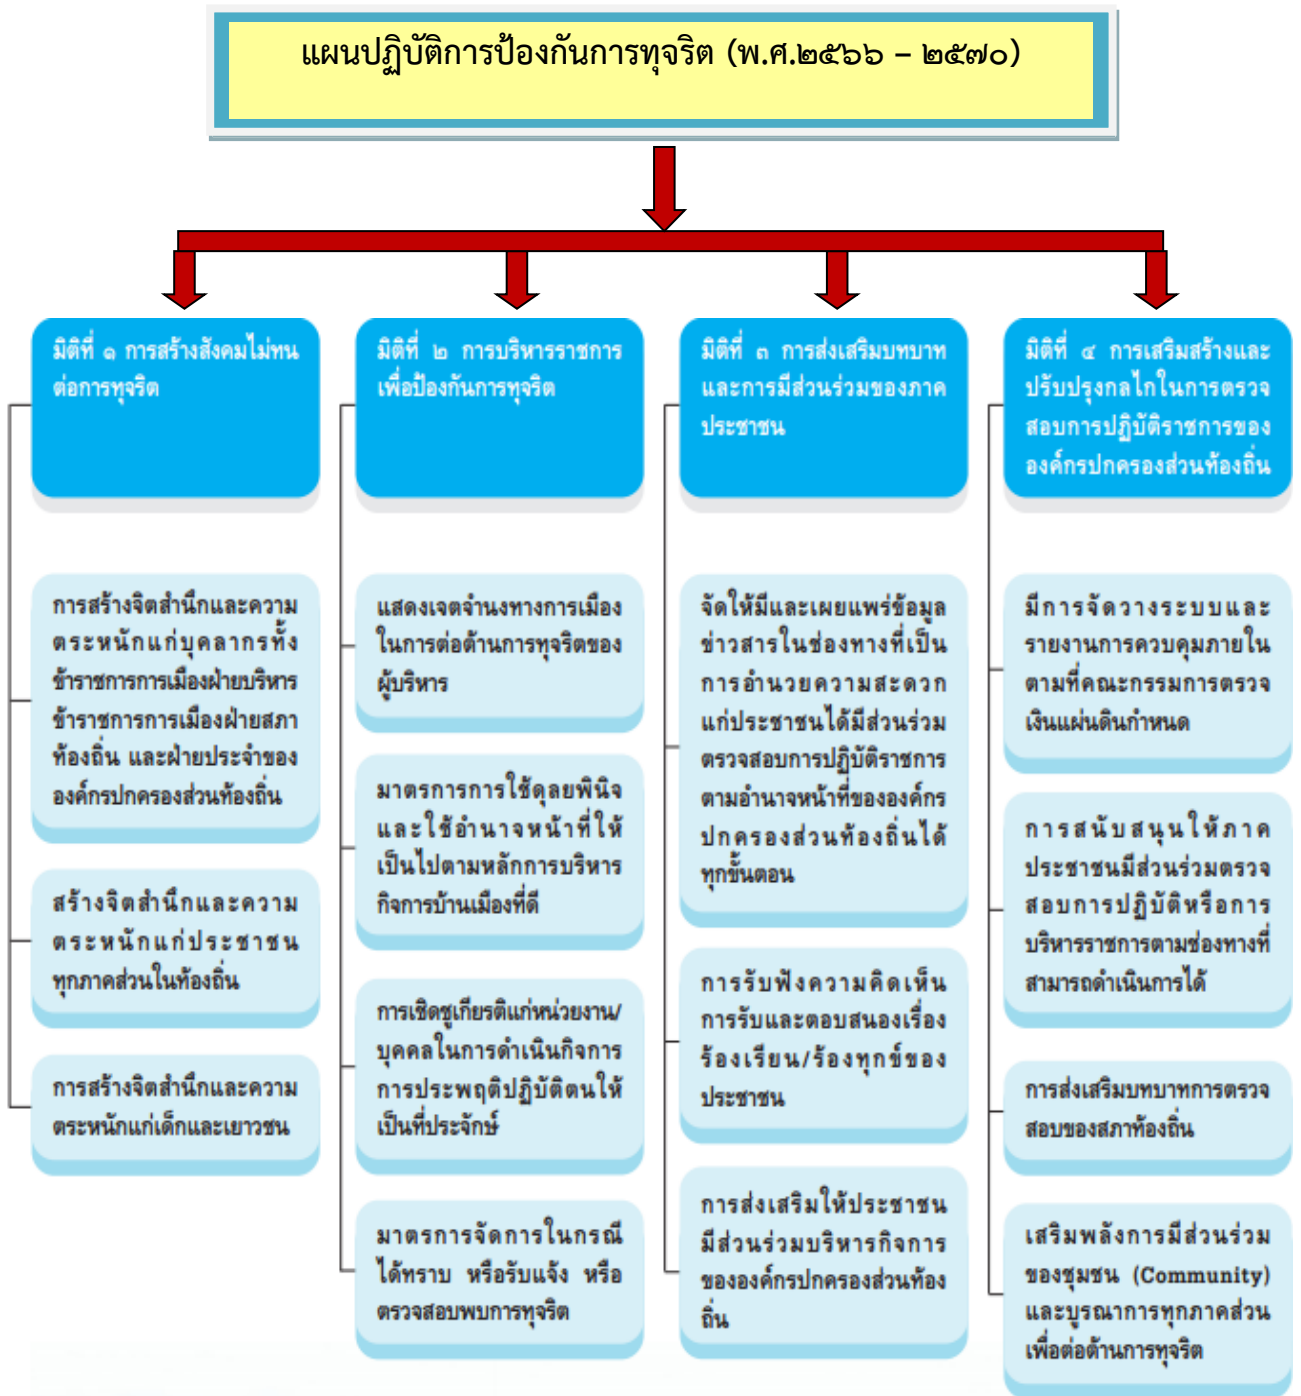 แผนปฏิบัติการป้องกันการทุจริต (พ.ศ.๒๕๖๖ – ๒๕๗๐)
มิติที่ ๑ การสร้างสังคมไม่ทน
ต่อการทุจริต
การสร้างจิตสำนึกและความ
ตระหนักแก่บุคลากรทั้ง
ข้าราชการการเมืองฝ่ายบริหาร
ข้าราชการการเมืองฝ่ายสภา
ท้องถิ่น และฝ่ายประจำของ
องค์กรปกครองส่วนท้องถิ่น
สร้างจิตสำนึกและความ
ตระหนักแก่ประชาชน
ทุกภาคส่วนในท้องถิ่น
การสร้างจิตสำนึกและความ
ตระหนักแก่เด็กและเยาวชน
มิติที่ ๒ การบริหารราชการ
เพื่อป้องกันการทุจริต
แสดงเจตจำนงทางการเมือง
ในการต่อต้านการทุจริตของ
ผู้บริหาร
มาตรการการใช้ดุลยพินิจ
และใช้อำนาจหน้าที่ให้
เป็นไปตามหลักการบริหาร
กิจการบ้านเมืองที่ดี
การเชิดชูเกียรติแก่หน่วยงาน/
บุคคลในการดำเนินกิจการ
การประพฤติปฏิบัติตนให้
เป็นที่ประจักษ์
มาตรการจัดการในกรณี
ได้ทราบ หรือรับแจ้ง หรือ
ตรวจสอบพบการทุจริต
มิติที่ ๓ การส่งเสริมบทบาท
และการมีส่วนร่วมของภาค
ประชาชน
จัดให้มีและเผยแพร่ข้อมูล
ข่าวสารในช่องทางที่เป็น
การอำนวยความสะดวก
แก่ประชาชนได้มีส่วนร่วม
ตรวจสอบการปฏิบัติราชการ
ตามอำนาจหน้าที่ขององค์กร
ปกครองส่วนท้องถิ่นได้
ทุกขั้นตอน
การรับฟังความคิดเห็น
การรับและตอบสนองเรื่อง
ร้องเรียน/ร้องทุกข์ของ
ประชาชน
การส่งเสริมให้ประชาชน
มีส่วนร่วมบริหารกิจการ
ขององค์กรปกครองส่วนท้อง
ถิ่น
มิติที่ ๔ การเสริมสร้างและ
ปรับปรุงกลไกในการตรวจ
สอบการปฏิบัติราชการของ
องค์กรปกครองส่วนท้องถิ่น
มีการจัดวางระบบและ
รายงานการควบคุมภายใน
ตามที่คณะกรรมการตรวจ
เงินแผ่นดินกำหนด
การสนับสนุนให้ภาค
ประชาชนมีส่วนร่วมตรวจ
สอบการปฏิบัติหรือการ
บริหารราชการตามช่องทางที่
สามารถดำเนินการได้
การส่งเสริมบทบาทการตรวจ
สอบของสภาท้องถิ่น
เสริมพลังการมีส่วนร่วม
ของชุมชน (Community)
และบูรณาการทุกภาคส่วน
เพื่อต่อต้านการทุจริต